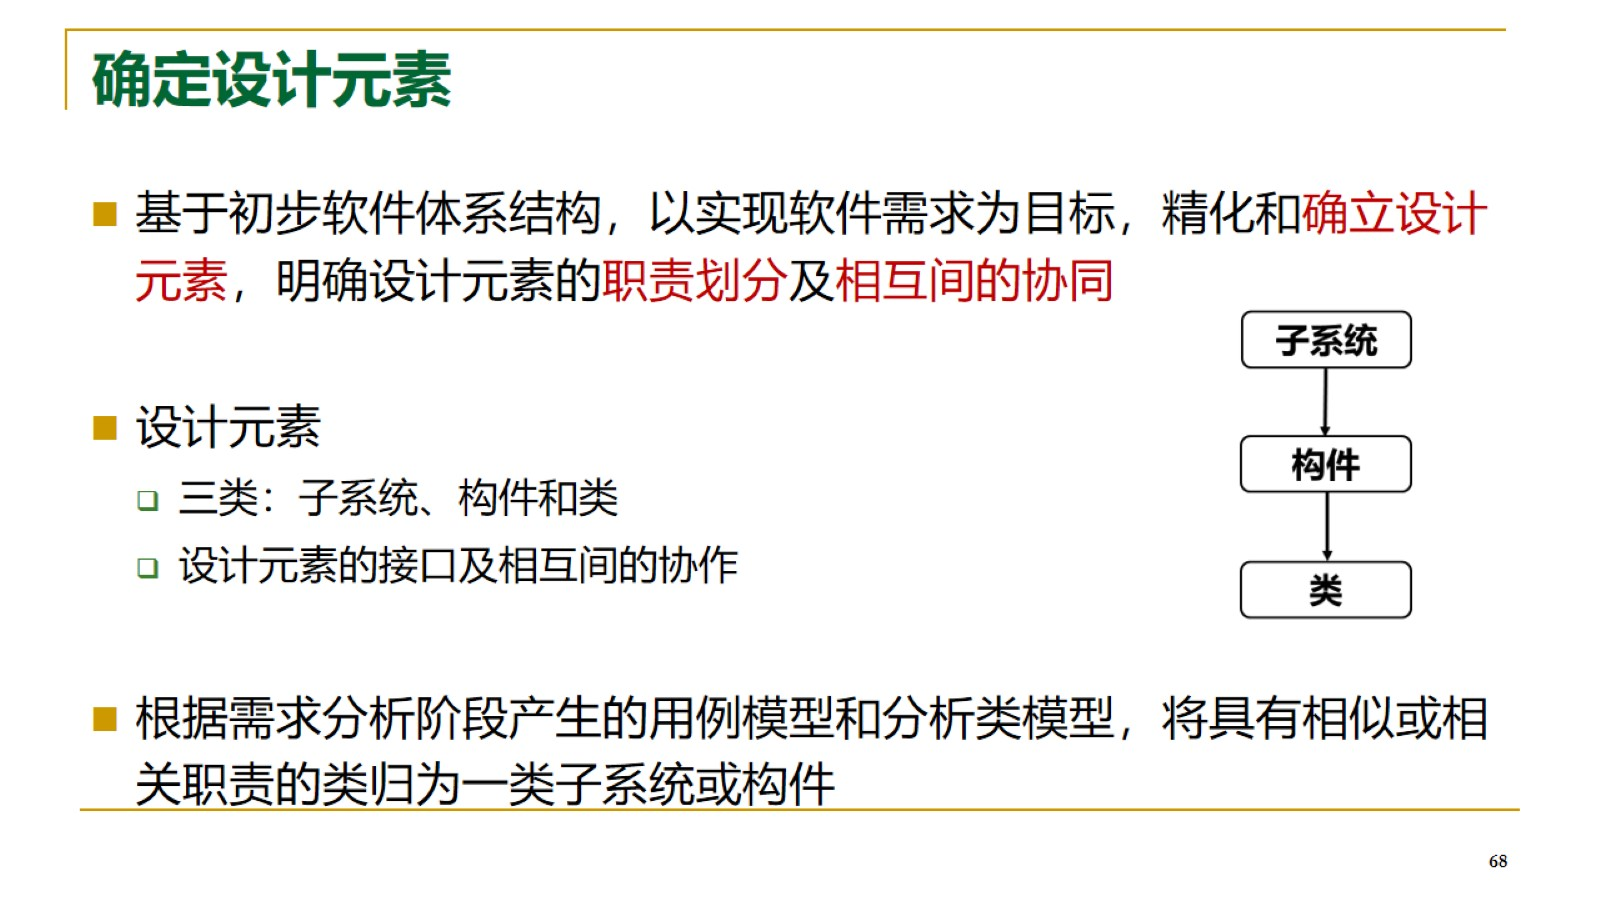 确定设计元素
基于初步软件体系结构，以实现软件需求为目标，精化和确立设计
元素，明确设计元素的职责划分及相互间的协同
设计元素
三类：子系统、构件和类
设计元素的接口及相互间的协作
子系统
构件
类
根据需求分析阶段产生的用例模型和分析类模型，将具有相似或相
关职责的类归为一类子系统或构件
68